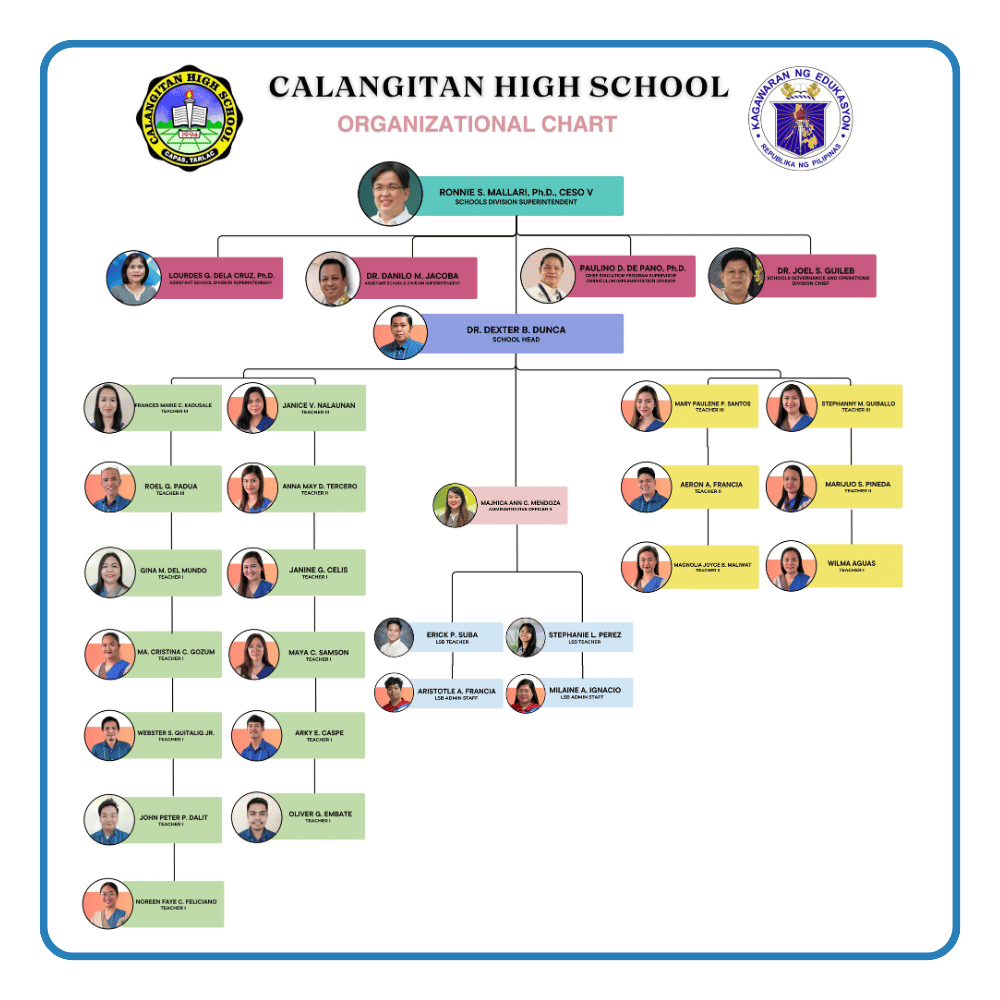 CALANGITAN HIGH SCHOOL
ORGANIZATIONAL CHART
CALANGITAN HIGH SCHOOL
1994
CAPAS, TARLAC
KAGAWARAN NG EDUKASYON
REPUBLIKA NG PILIPINAS
RONNIE S. MALLARI, Ph.D., CESO V
SCHOOLS DIVISION SUPERINTENDENT
LOURDES G. DELA CRUZ, Ph.D.
ASSISTANT SCHOOL DIVISION SUPERINTENDENT
DR. DANILO M. JACOBA
ASSISTANT SCHOOLS DIVISION SUPERINTENDENT
PAULINO D. DE PANO, Ph.D.
CHIEF EDUCATION PROGRAM SUPERVISOR
CURRICULUM IMPLEMENTATION DIVISION
DR. JOEL S. GUILEB
SCHOOLS GOVERNANCE AND OPERATIONS
DIVISION CHIEF
DR. DEXTER B. DUNCA
SCHOOL HEAD
FRANCES MARIE C. KADUSALE
TEACHER III
JANICE V. NALAUNAN
TEACHER III
MARY PAULENE P. SANTOS
TEACHER III
STEPHANNY M. QUIBALLO
TEACHER III
ROEL G. PADUA
TEACHER III
ANNA MAY D. TERCERO
TEACHER II
MAJHICA ANN C. MENDOZA
ADMINISTRATIVE OFFICER II
AERON A. FRANCIA
TEACHER II
MARIJUO S. PINEDA
TEACHER II
GINA M. DEL MUNDO
TEACHER I
JANINE G. CELIS
TEACHER I
MAGNOLIA JOYCE B. MALIWAT
TEACHER II
WILMA AGUAS
TEACHER I
MA. CRISTINA C. GOZUM
TEACHER I
MAYA C. SAMSON
TEACHER I
ERICK P. SUBA
LSB TEACHER
STEPHANIE L. PEREZ
LSB TEACHER
ARISTOTLE A. FRANCIA
LSB ADMIN STAFF
MILAINE A. IGNACIO
LSB ADMIN STAFF
WEBSTER S. GUITALIG JR.
TEACHER I
ARKY E. CASPE
TEACHER I
JOHN PETER P. DALIT
TEACHER I
OLIVER G. EMBATE
TEACHER I
NOREEN FAYE C. FELICIANO
TEACHER I